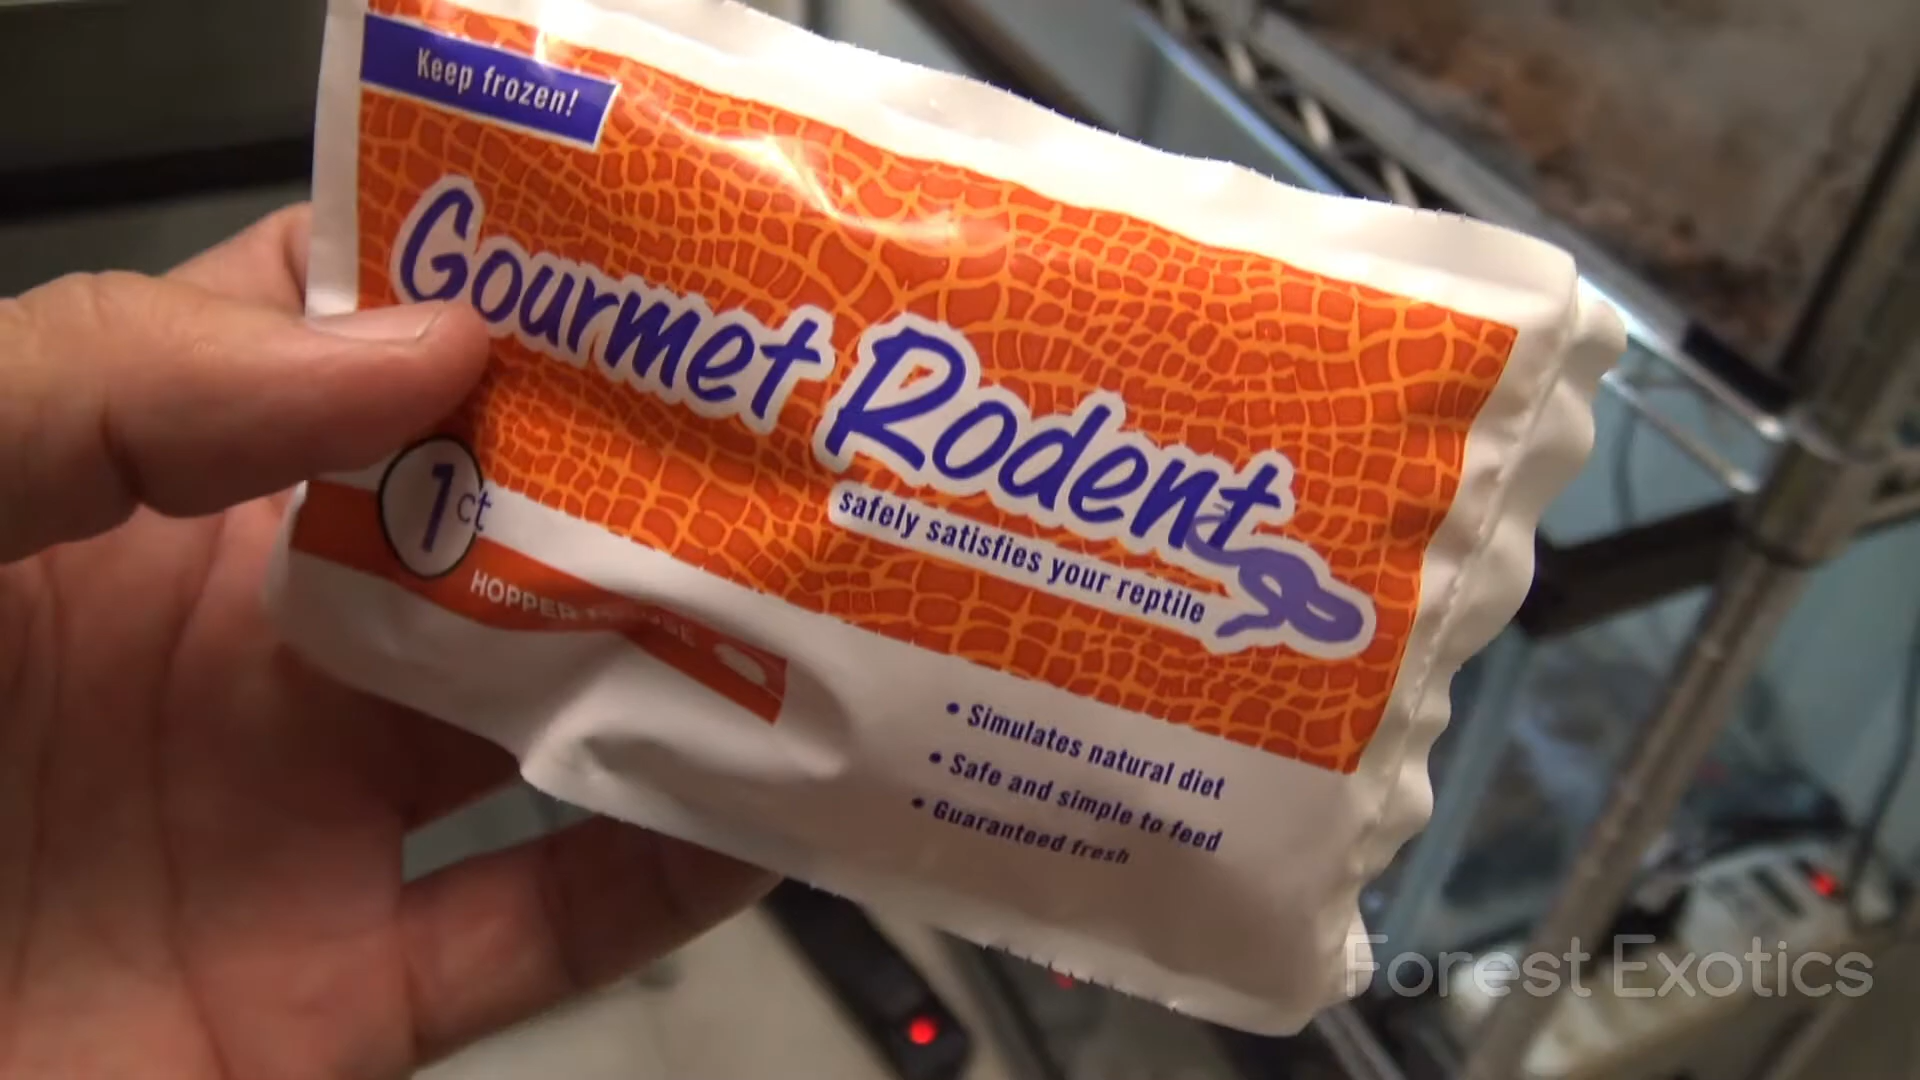 Keep frozen!
Gourmet Rodent
safely satisfies your reptile
1ct
HOPPER MOUSE
• Simulates natural diet
• Safe and simple to feed
• Guaranteed fresh
Forest Exotics